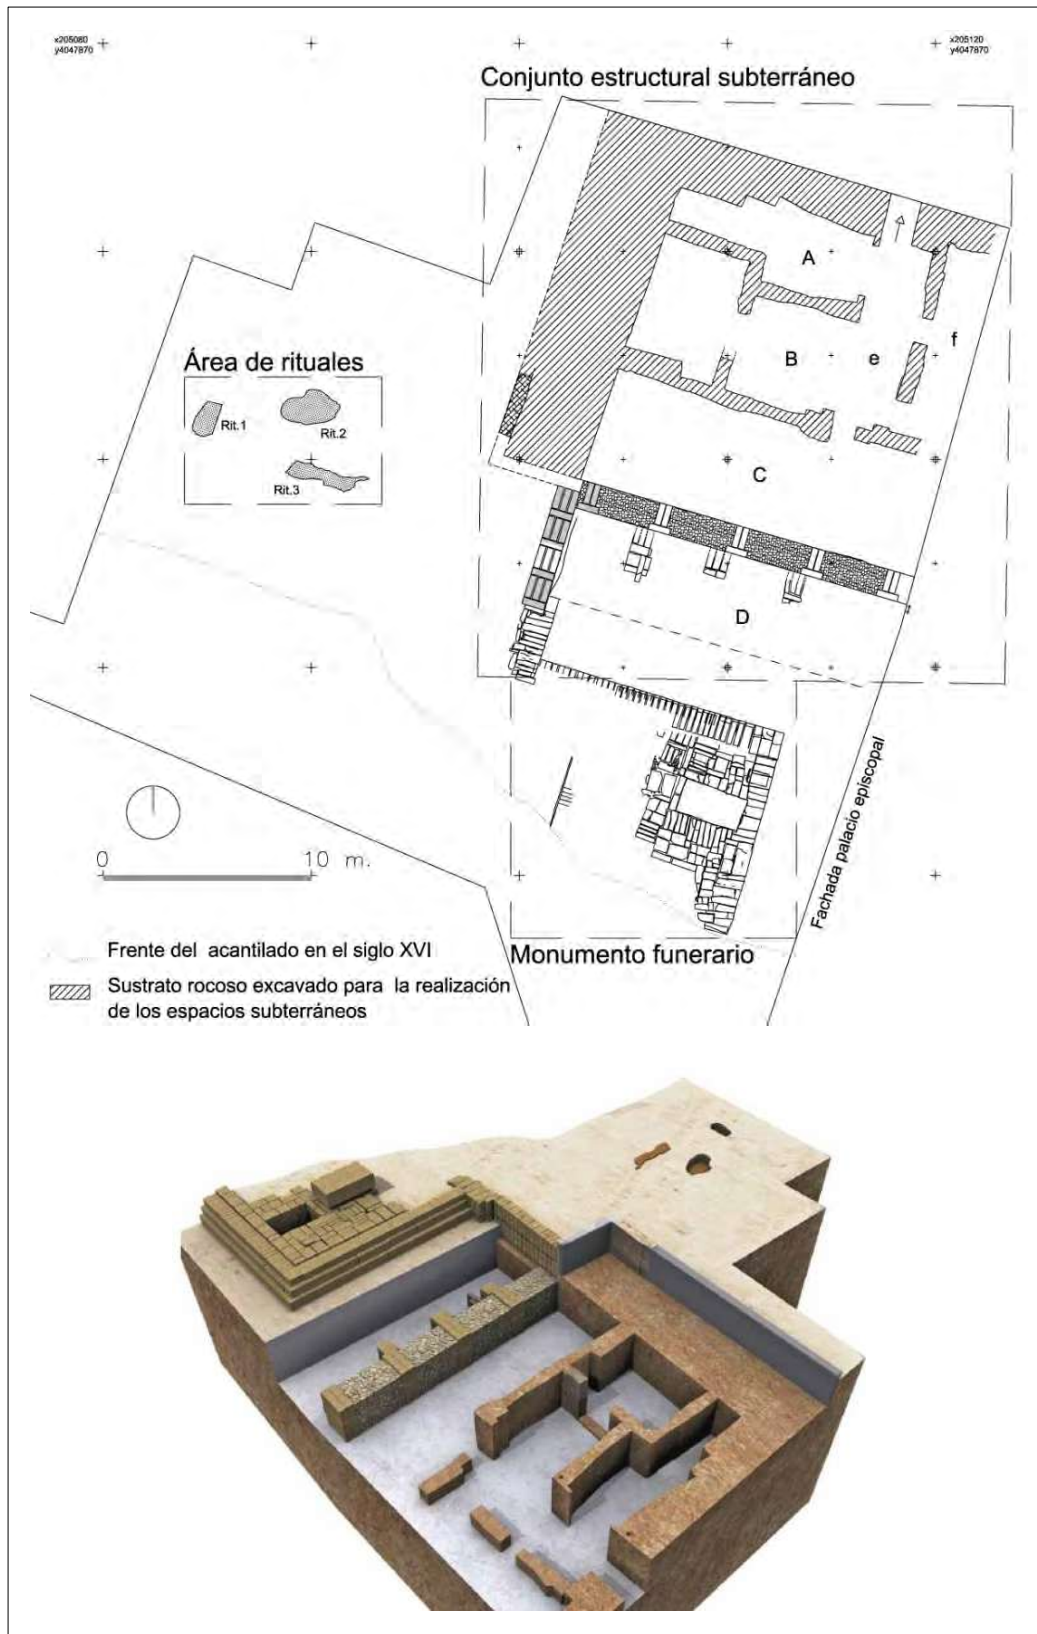 x205080
y4047870
x205120
y4047870
Conjunto estructural subterráneo
A
f
B
e
Área de rituales
Rit.1
Rit.2
Rit.3
C
D
Fachada palacio episcopal
0 10 m.
Frente del acantilado en el siglo XVI
Monumento funerario
Sustrato rocoso excavado para la realización
de los espacios subterráneos